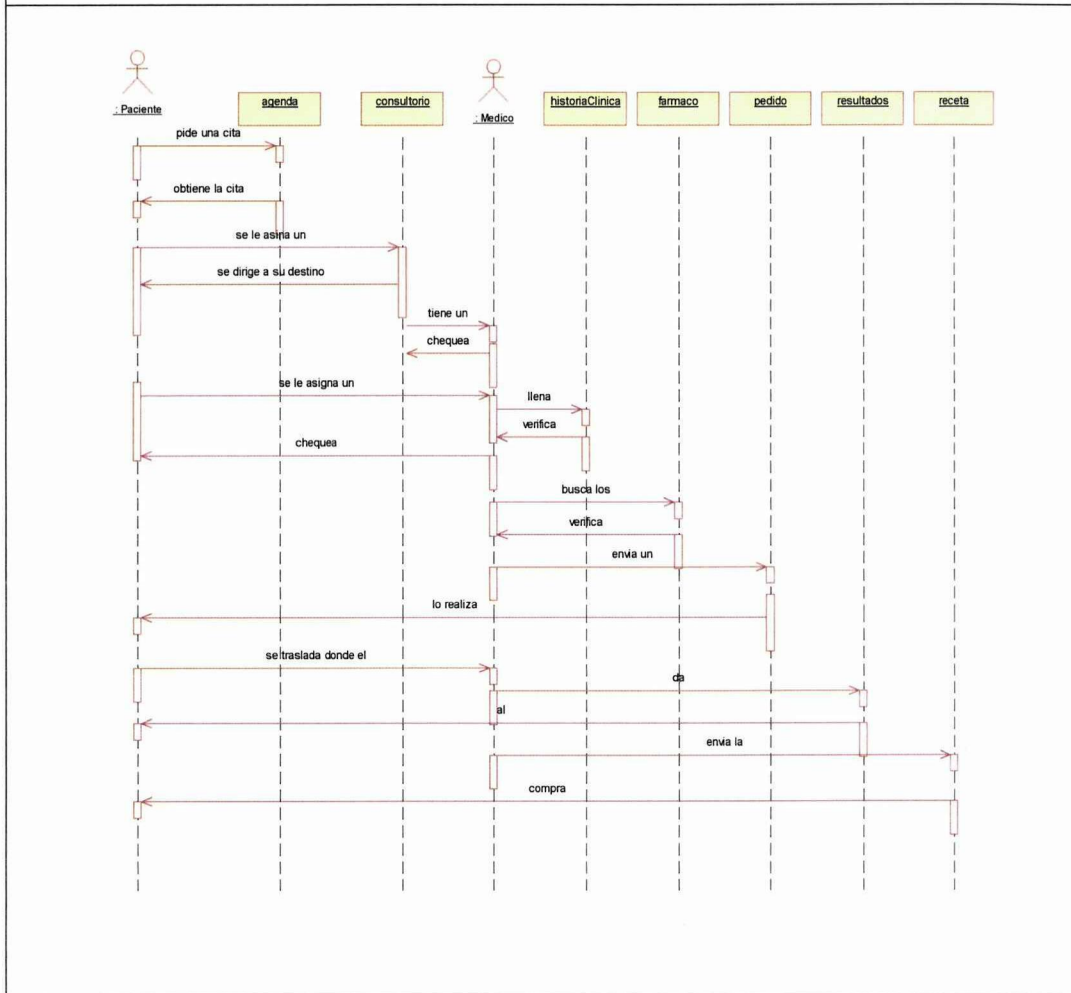 : Paciente
agenda
consultorio
: Medico
historiaClinica
farmaco
pedido
resultados
receta
pide una cita
obtiene la cita
se le asina un
se dirige a su destino
tiene un
chequea
se le asigna un
llena
verifica
chequea
busca los
verifica
envia un
lo realiza
se traslada donde el
da
al
envia la
compra